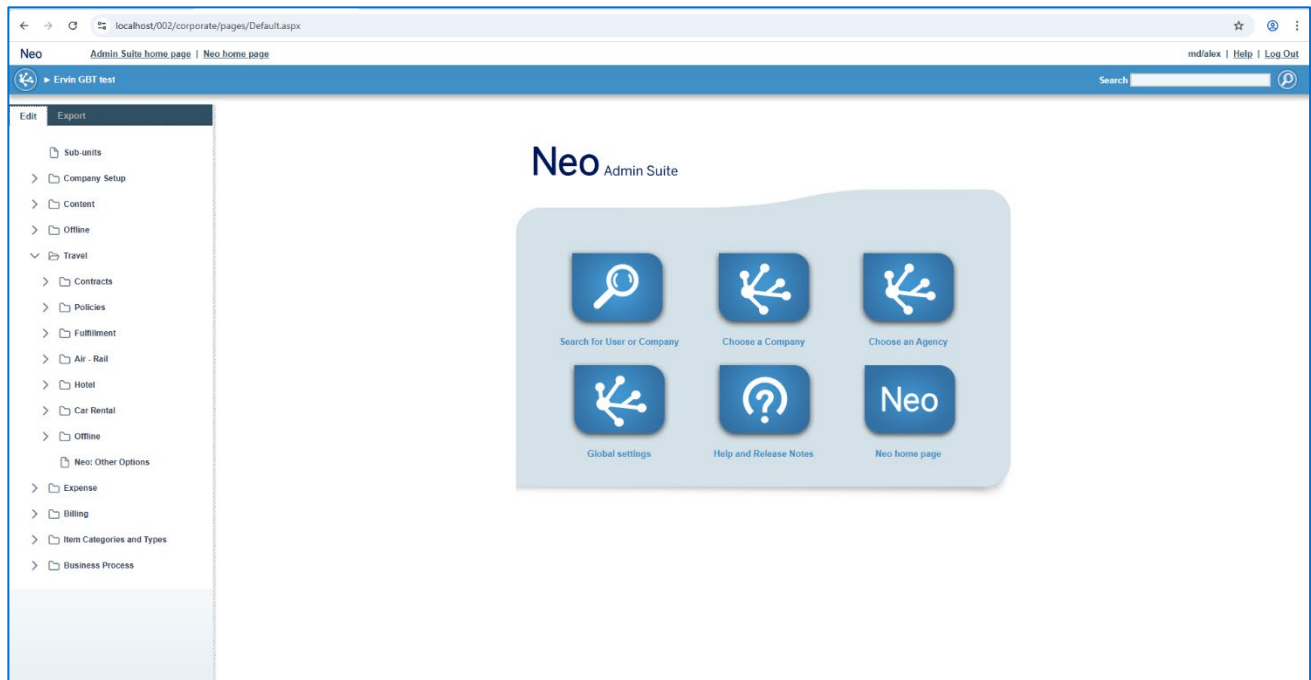 localhost/002/corporate/pages/Default.aspx
Neo Admin Suite home page | Neo home page md/alex | Help | Log Out
Ervin GBT test Search
Edit Export
Sub-units
Company Setup
Content
Offline
Travel
Contracts
Policies
Fulfillment
Air - Rail
Hotel
Car Rental
Offline
Neo: Other Options
Expense
Billing
Item Categories and Types
Business Process
Neo Admin Suite
Search for User or Company Choose a Company Choose an Agency
Neo
Global settings Help and Release Notes Neo home page